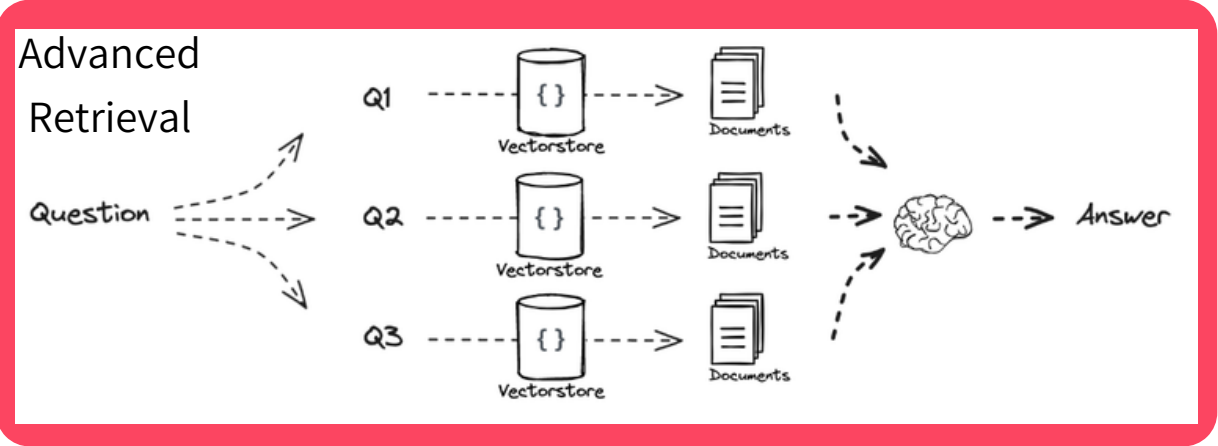 Advanced
Retrieval
Question
Q1
{}
Vectorstore
Documents
Q2
{}
Vectorstore
Documents
Q3
{}
Vectorstore
Documents
Answer